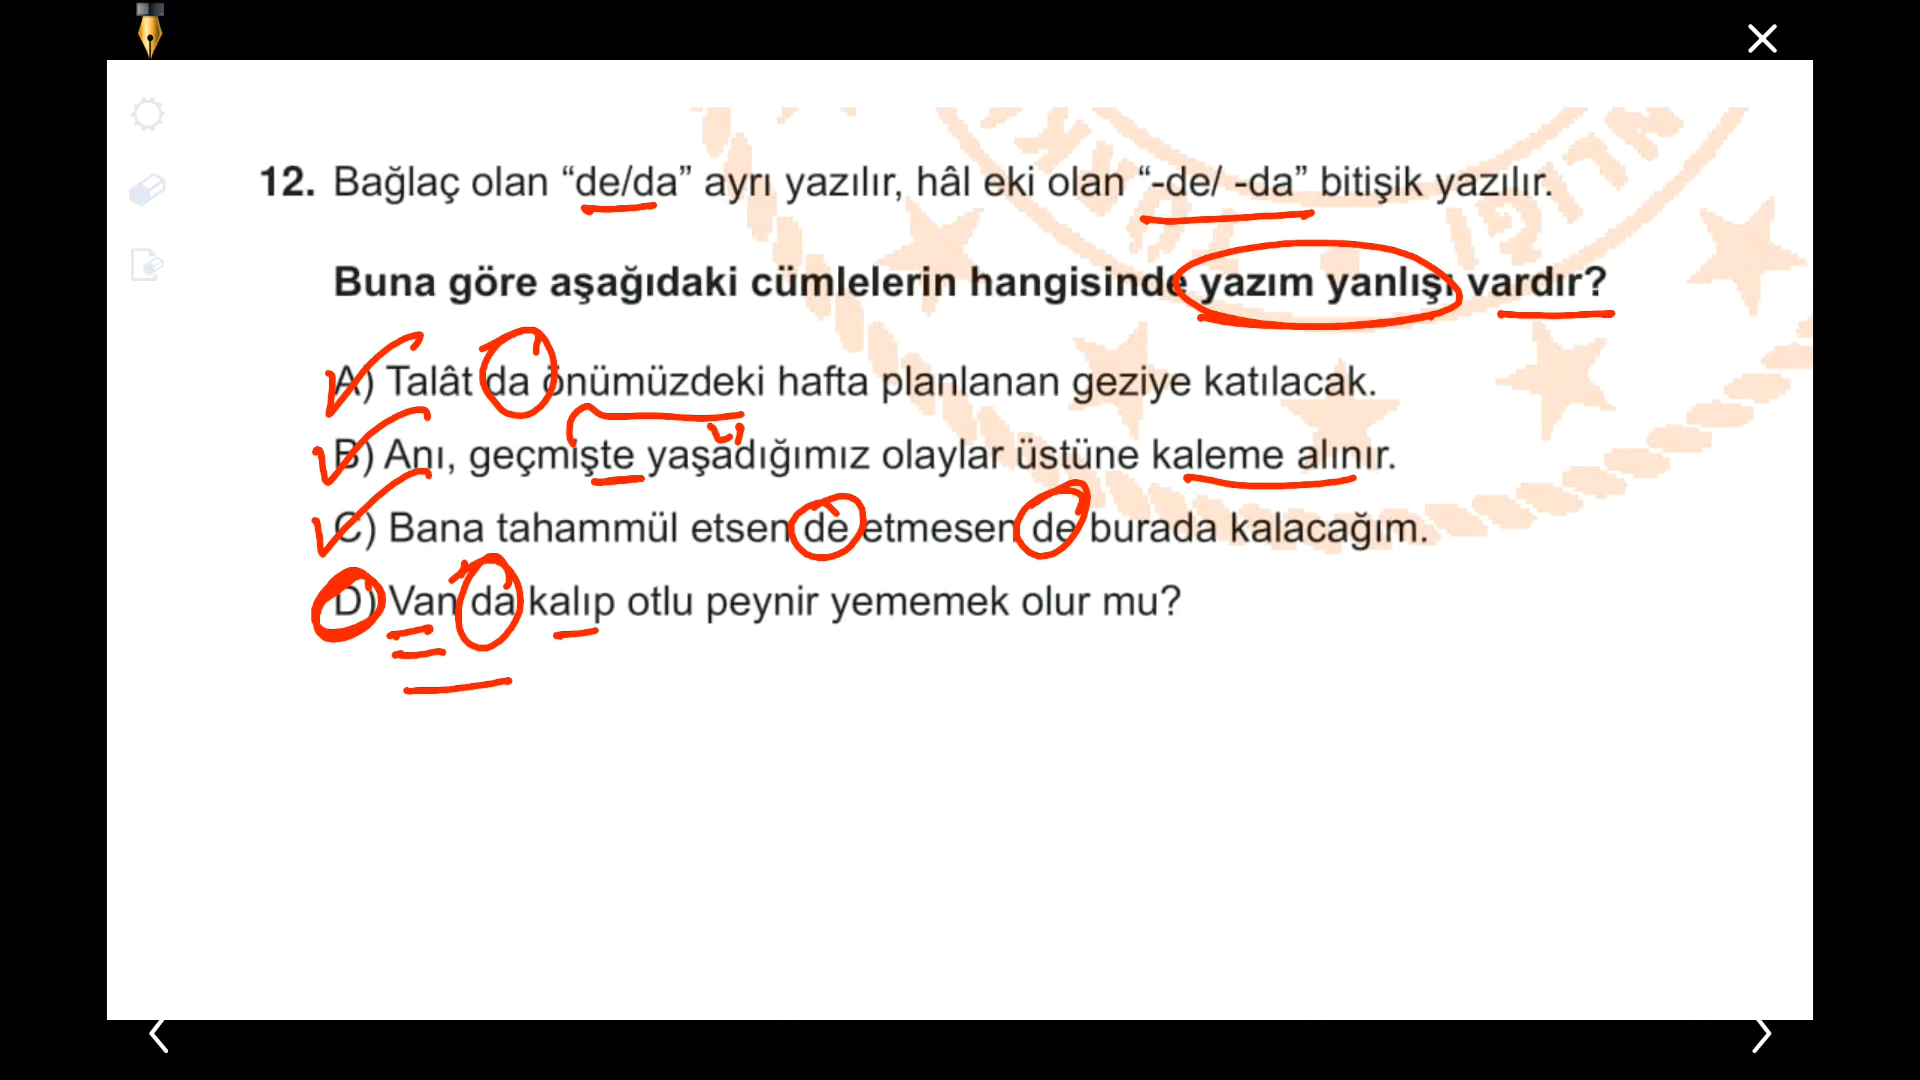 12. Bağlaç olan “de/da” ayrı yazılır, hâl eki olan “-de/ -da” bitişik yazılır.
Buna göre aşağıdaki cümlelerin hangisinde yazım yanlışı vardır?
A) Talât da önümüzdeki hafta planlanan geziye katılacak.
B) Anı, geçmişte yaşadığımız olaylar üstüne kaleme alınır.
C) Bana tahammül etsen de etmesen de burada kalacağım.
D) Van da kalıp otlu peynir yememek olur mu?